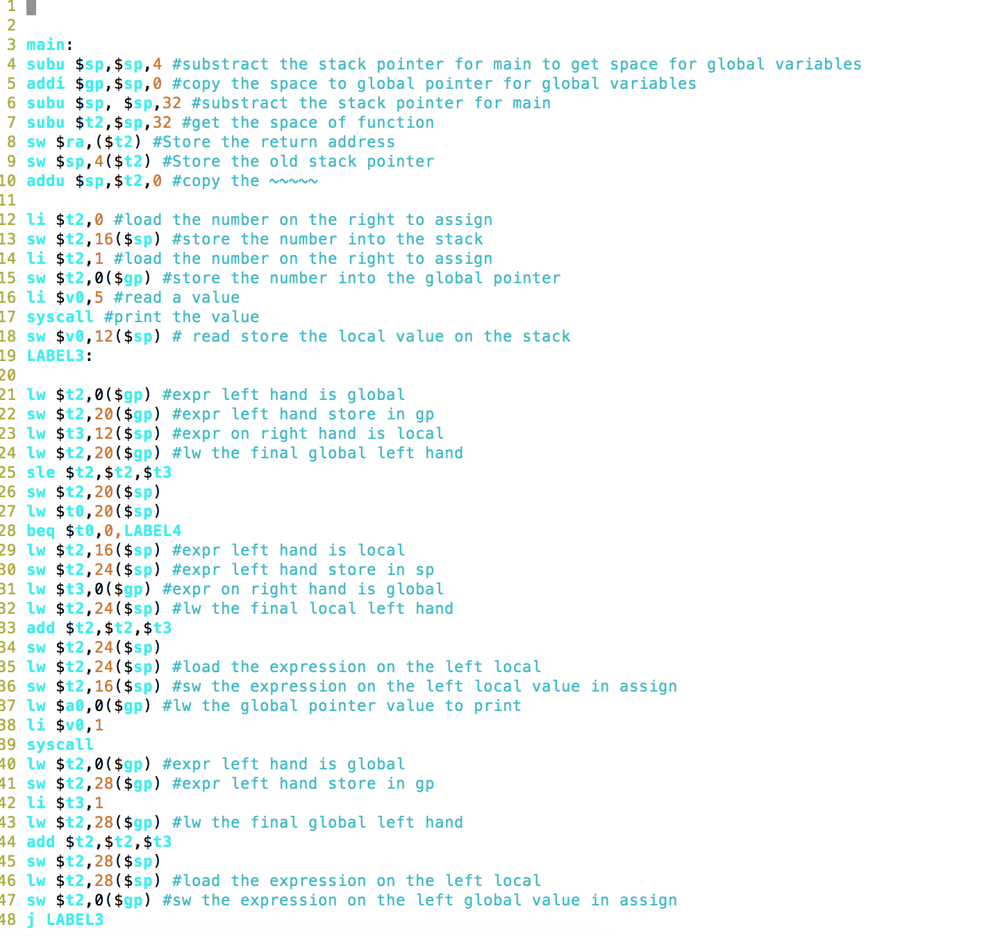 1
2
3 main:
4 subu $sp,$sp,4 #substract the stack pointer for main to get space for global variables
5 addi $gp,$sp,0 #copy the space to global pointer for global variables
6 subu $sp, $sp,32 #substract the stack pointer for main
7 subu $t2,$sp,32 #get the space of function
8 sw $ra,($t2) #Store the return address
9 sw $sp,4($t2) #Store the old stack pointer
10 addu $sp,$t2,0 #copy the ~~~~~
11
12 li $t2,0 #load the number on the right to assign
13 sw $t2,16($sp) #store the number into the stack
14 li $t2,1 #load the number on the right to assign
15 sw $t2,0($gp) #store the number into the global pointer
16 li $v0,5 #read a value
17 syscall #print the value
18 sw $v0,12($sp) # read store the local value on the stack
19 LABEL3:
20
21 lw $t2,0($gp) #expr left hand is global
22 sw $t2,20($gp) #expr left hand store in gp
23 lw $t3,12($sp) #expr on right hand is local
24 lw $t2,20($gp) #lw the final global left hand
25 sle $t2,$t2,$t3
26 sw $t2,20($sp)
27 lw $t0,20($sp)
28 beq $t0,0,LABEL4
29 lw $t2,16($sp) #expr left hand is local
30 sw $t2,24($sp) #expr left hand store in sp
31 lw $t3,0($gp) #expr on right hand is global
32 lw $t2,24($sp) #lw the final local left hand
33 add $t2,$t2,$t3
34 sw $t2,24($sp)
35 lw $t2,24($sp) #load the expression on the left local
36 sw $t2,16($sp) #sw the expression on the left local value in assign
37 lw $a0,0($gp) #lw the global pointer value to print
38 li $v0,1
39 syscall
40 lw $t2,0($gp) #expr left hand is global
41 sw $t2,28($gp) #expr left hand store in gp
42 li $t3,1
43 lw $t2,28($gp) #lw the final global left hand
44 add $t2,$t2,$t3
45 sw $t2,28($sp)
46 lw $t2,28($sp) #load the expression on the left local
47 sw $t2,0($gp) #sw the expression on the left global value in assign
48 j LABEL3